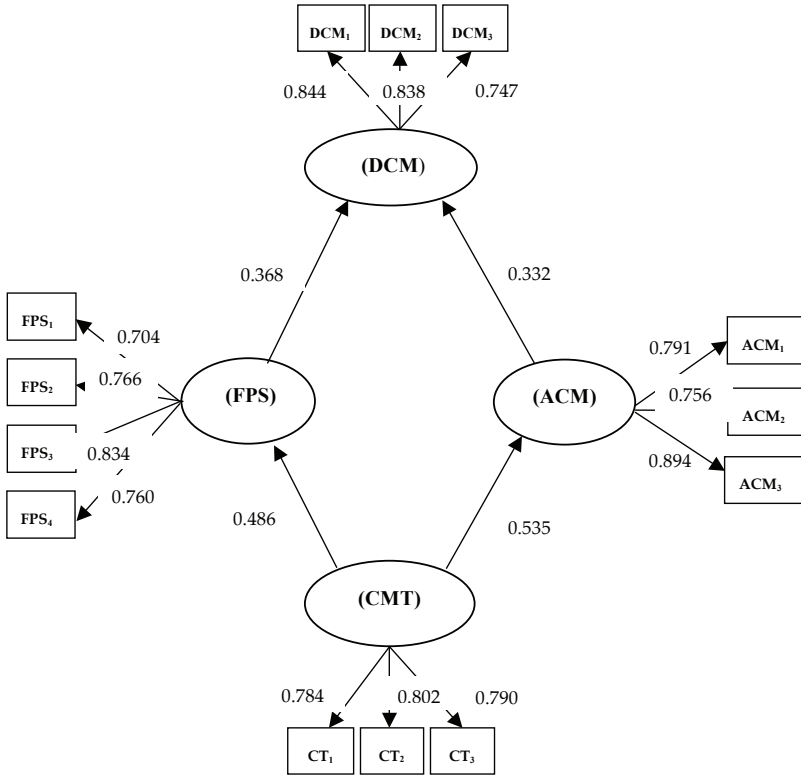 DCM₁ DCM₂ DCM₃
0.844 0.838 0.747
(DCM)
0.368 0.332
FPS₁
0.704
FPS₂
0.766
FPS₃
0.834
FPS₄
0.760
(FPS)
(ACM)
0.791
ACM₁
0.756
ACM₂
0.894
ACM₃
0.486 0.535
(CMT)
0.784 0.802 0.790
CT₁ CT₂ CT₃